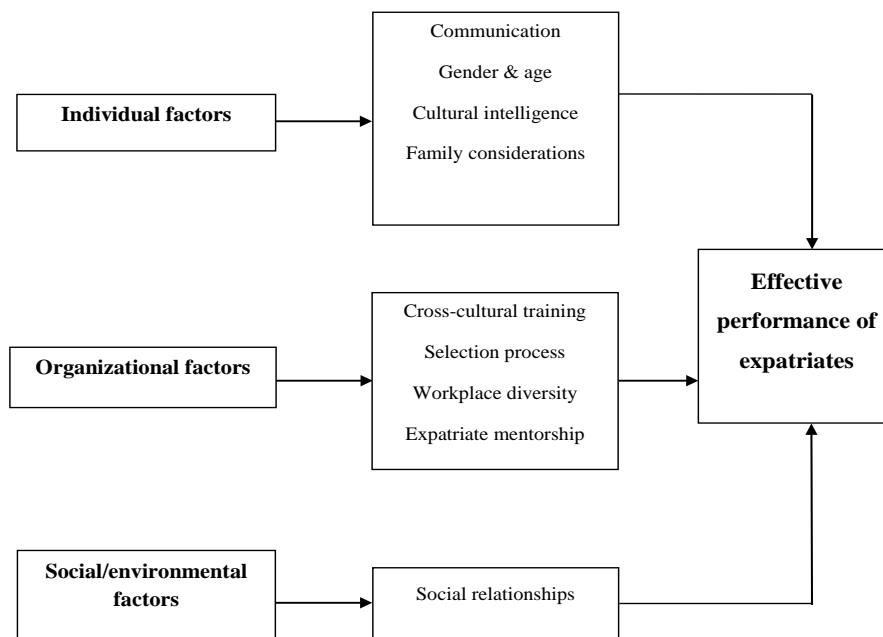 Individual factors
Communication
Gender & age
Cultural intelligence
Family considerations
Organizational factors
Cross-cultural training
Selection process
Workplace diversity
Expatriate mentorship
Effective
performance of
expatriates
Social/environmental
factors
Social relationships